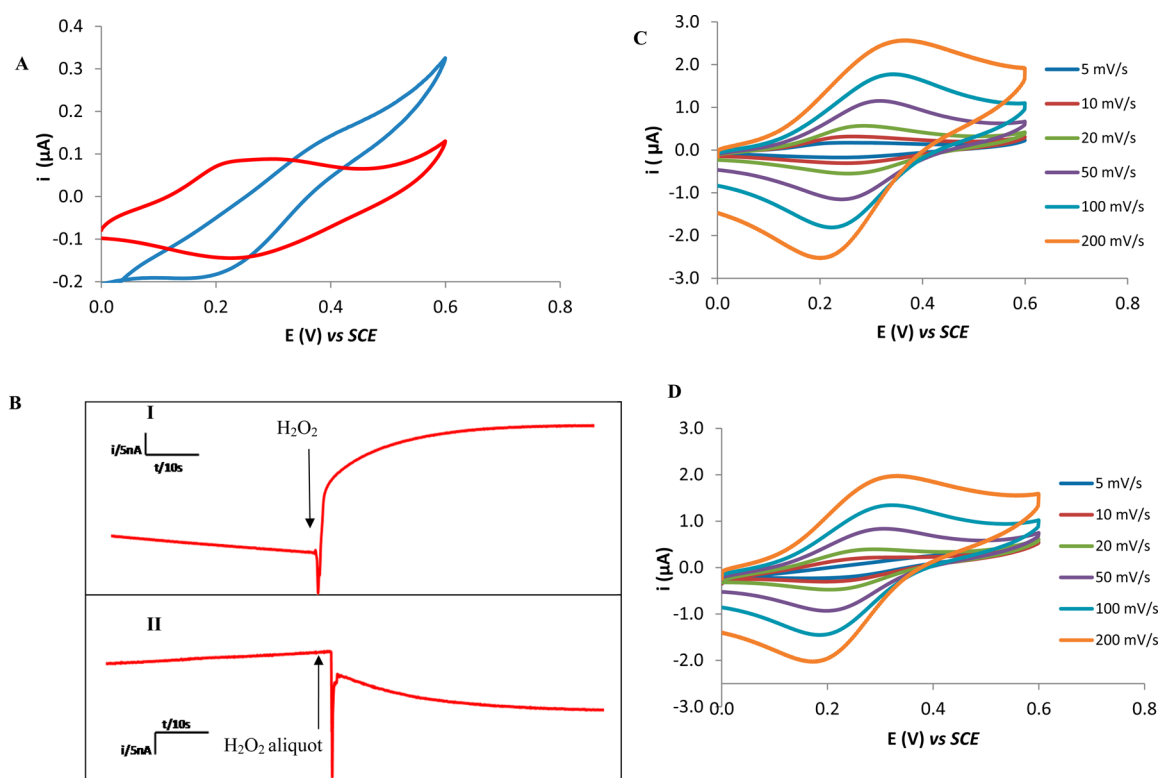 A
0.4
0.3
0.2
0.1
0.0
-0.1
-0.2
i (µA)
0.0 0.2 0.4 0.6 0.8
E (V) vs SCE
B
I
i/5nA
t/10s
H₂O₂
II
t/10s
i/5nA
H₂O₂ aliquot
C
3.0
2.0
1.0
0.0
-1.0
-2.0
-3.0
i ( µA)
0.0 0.2 0.4 0.6 0.8
E (V) vs SCE
5 mV/s
10 mV/s
20 mV/s
50 mV/s
100 mV/s
200 mV/s
D
3.0
2.0
1.0
0.0
-1.0
-2.0
-3.0
i (µA)
0.0 0.2 0.4 0.6 0.8
E (V) vs SCE
5 mV/s
10 mV/s
20 mV/s
50 mV/s
100 mV/s
200 mV/s